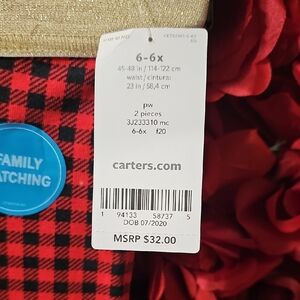 6-6x
45-48 in / 114-122 cm
waist / cintura:
23 in / 58,4 cm
pw
2 pieces
3J233310 mc
6-6x f20
carters.com
FAMILY
ATCHING
1 94133 58737 5
DOB 07/2020
MSRP $32.00